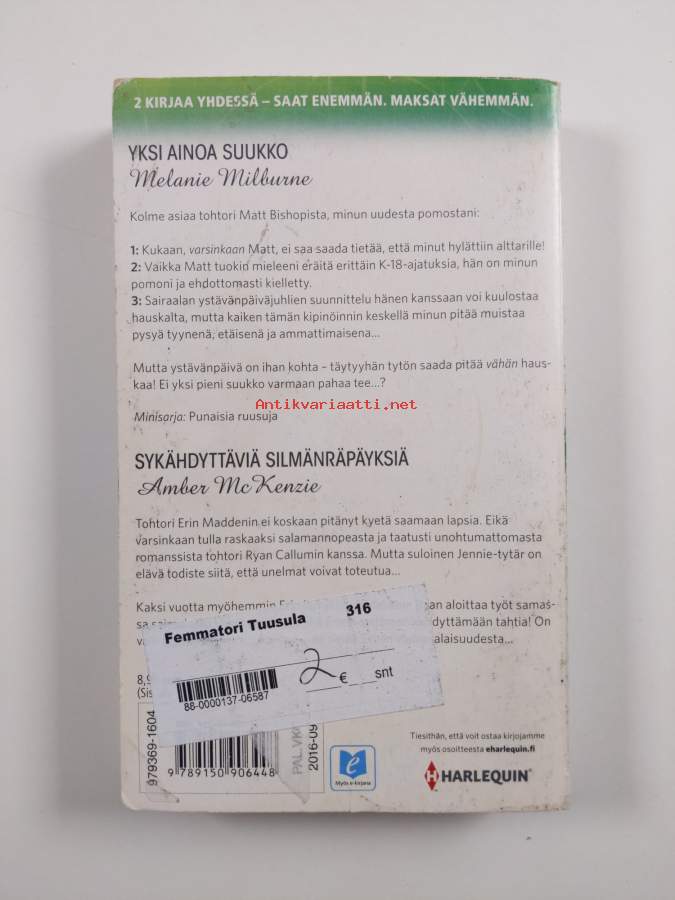 2 KIRJAA YHDESSÄ – SAAT ENEMMÄN. MAKSAT VÄHEMMÄN.
YKSI AINOA SUUKKO
Melanie Milburne
Kolme asiaa tohtori Matt Bishopista, minun uudesta pomostani:
1: Kukaan, varsinkaan Matt, ei saa saada tietää, että minut hylättiin alttarille!
2: Vaikka Matt tuokin mieleeni eräitä erittäin K-18-ajatuksia, hän on minun
pomoni ja ehdottomasti kielletty.
3: Sairaalan ystävänpäiväjuhlien suunnittelu hänen kanssaan voi kuulostaa
hauskalta, mutta kaiken tämän kipinöinnin keskellä minun pitää muistaa
pysyä tyynenä, etäisenä ja ammattimaisena...
Mutta ystävänpäivä on ihan kohta – täytyyhän tytön saada pitää vähän haus-
kaa! Ei yksi pieni suukko varmaan pahaa tee...?
Antikvariaatti.net
Minisarja: Punaisia ruusuja
SYKÄHDYTTÄVIÄ SILMÄNRÄPÄYKSIÄ
Amber McKenzie
Tohtori Erin Maddenin ei koskaan pitänyt kyetä saamaan lapsia. Eikä
varsinkaan tulla raskaaksi salamannopeasta ja taatusti unohtumattomasta
romanssista tohtori Ryan Callumin kanssa. Mutta suloinen Jennie-tytär on
elävä todiste siitä, että unelmat voivat toteutua...
Kaksi vuotta myöhemmin aloittaa työt samas-
dyttämään tahtia! On
alaisuudesta...
Femmatori Tuusula 316
2 € snt
88-0000137-06587
8,9
(Sis
979369-1604
9 789150 906448
PAL.VK
2016-09
Myös e-kirjana
Tiesithän, että voit ostaa kirjojamme
myös osoitteesta eharlequin.fi
HARLEQUIN®